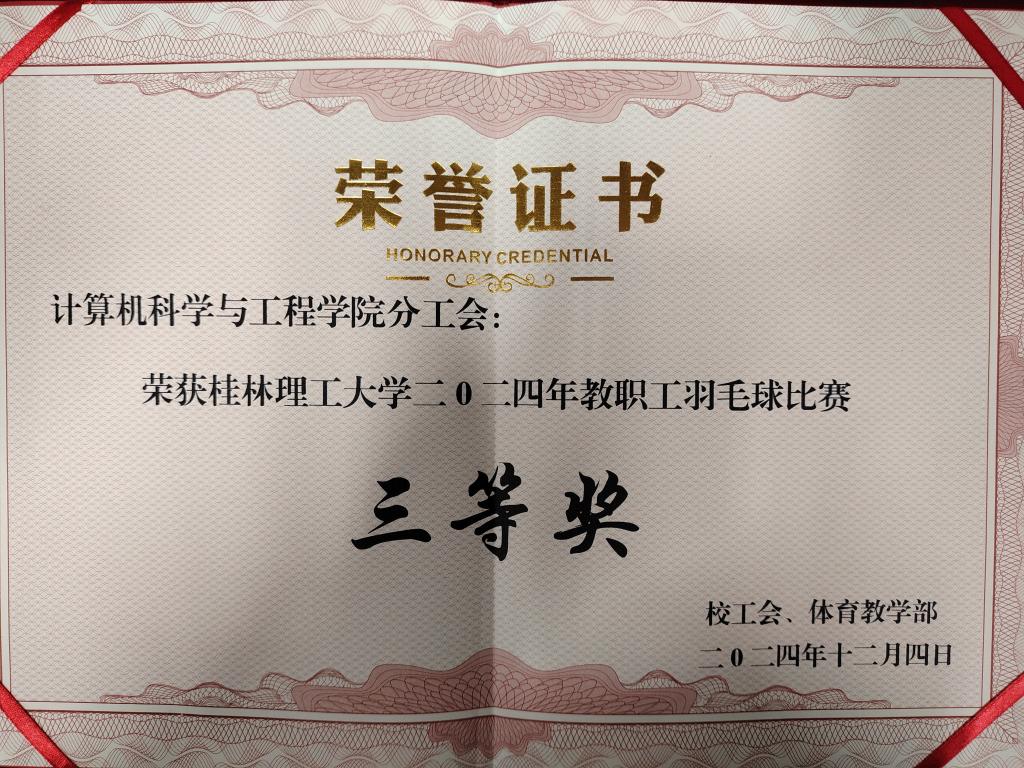 荣誉证书
HONORARY CREDENTIAL
计算机科学与工程学院分工会：
荣获桂林理工大学二0二四年教职工羽毛球比赛
三等奖
校工会、体育教学部
二0二四年十二月四日